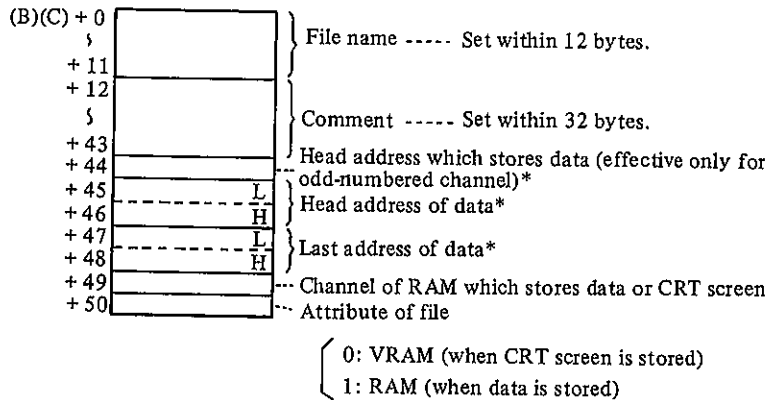 (B)(C) + 0
File name ----- Set within 12 bytes.
+ 11
+ 12
Comment ----- Set within 32 bytes.
+ 43
+ 44
Head address which stores data (effective only for
odd-numbered channel)*
+ 45 L
Head address of data*
+ 46 H
+ 47 L
Last address of data*
+ 48 H
+ 49 --- Channel of RAM which stores data or CRT screen
+ 50 --- Attribute of file
0: VRAM (when CRT screen is stored)
1: RAM (when data is stored)